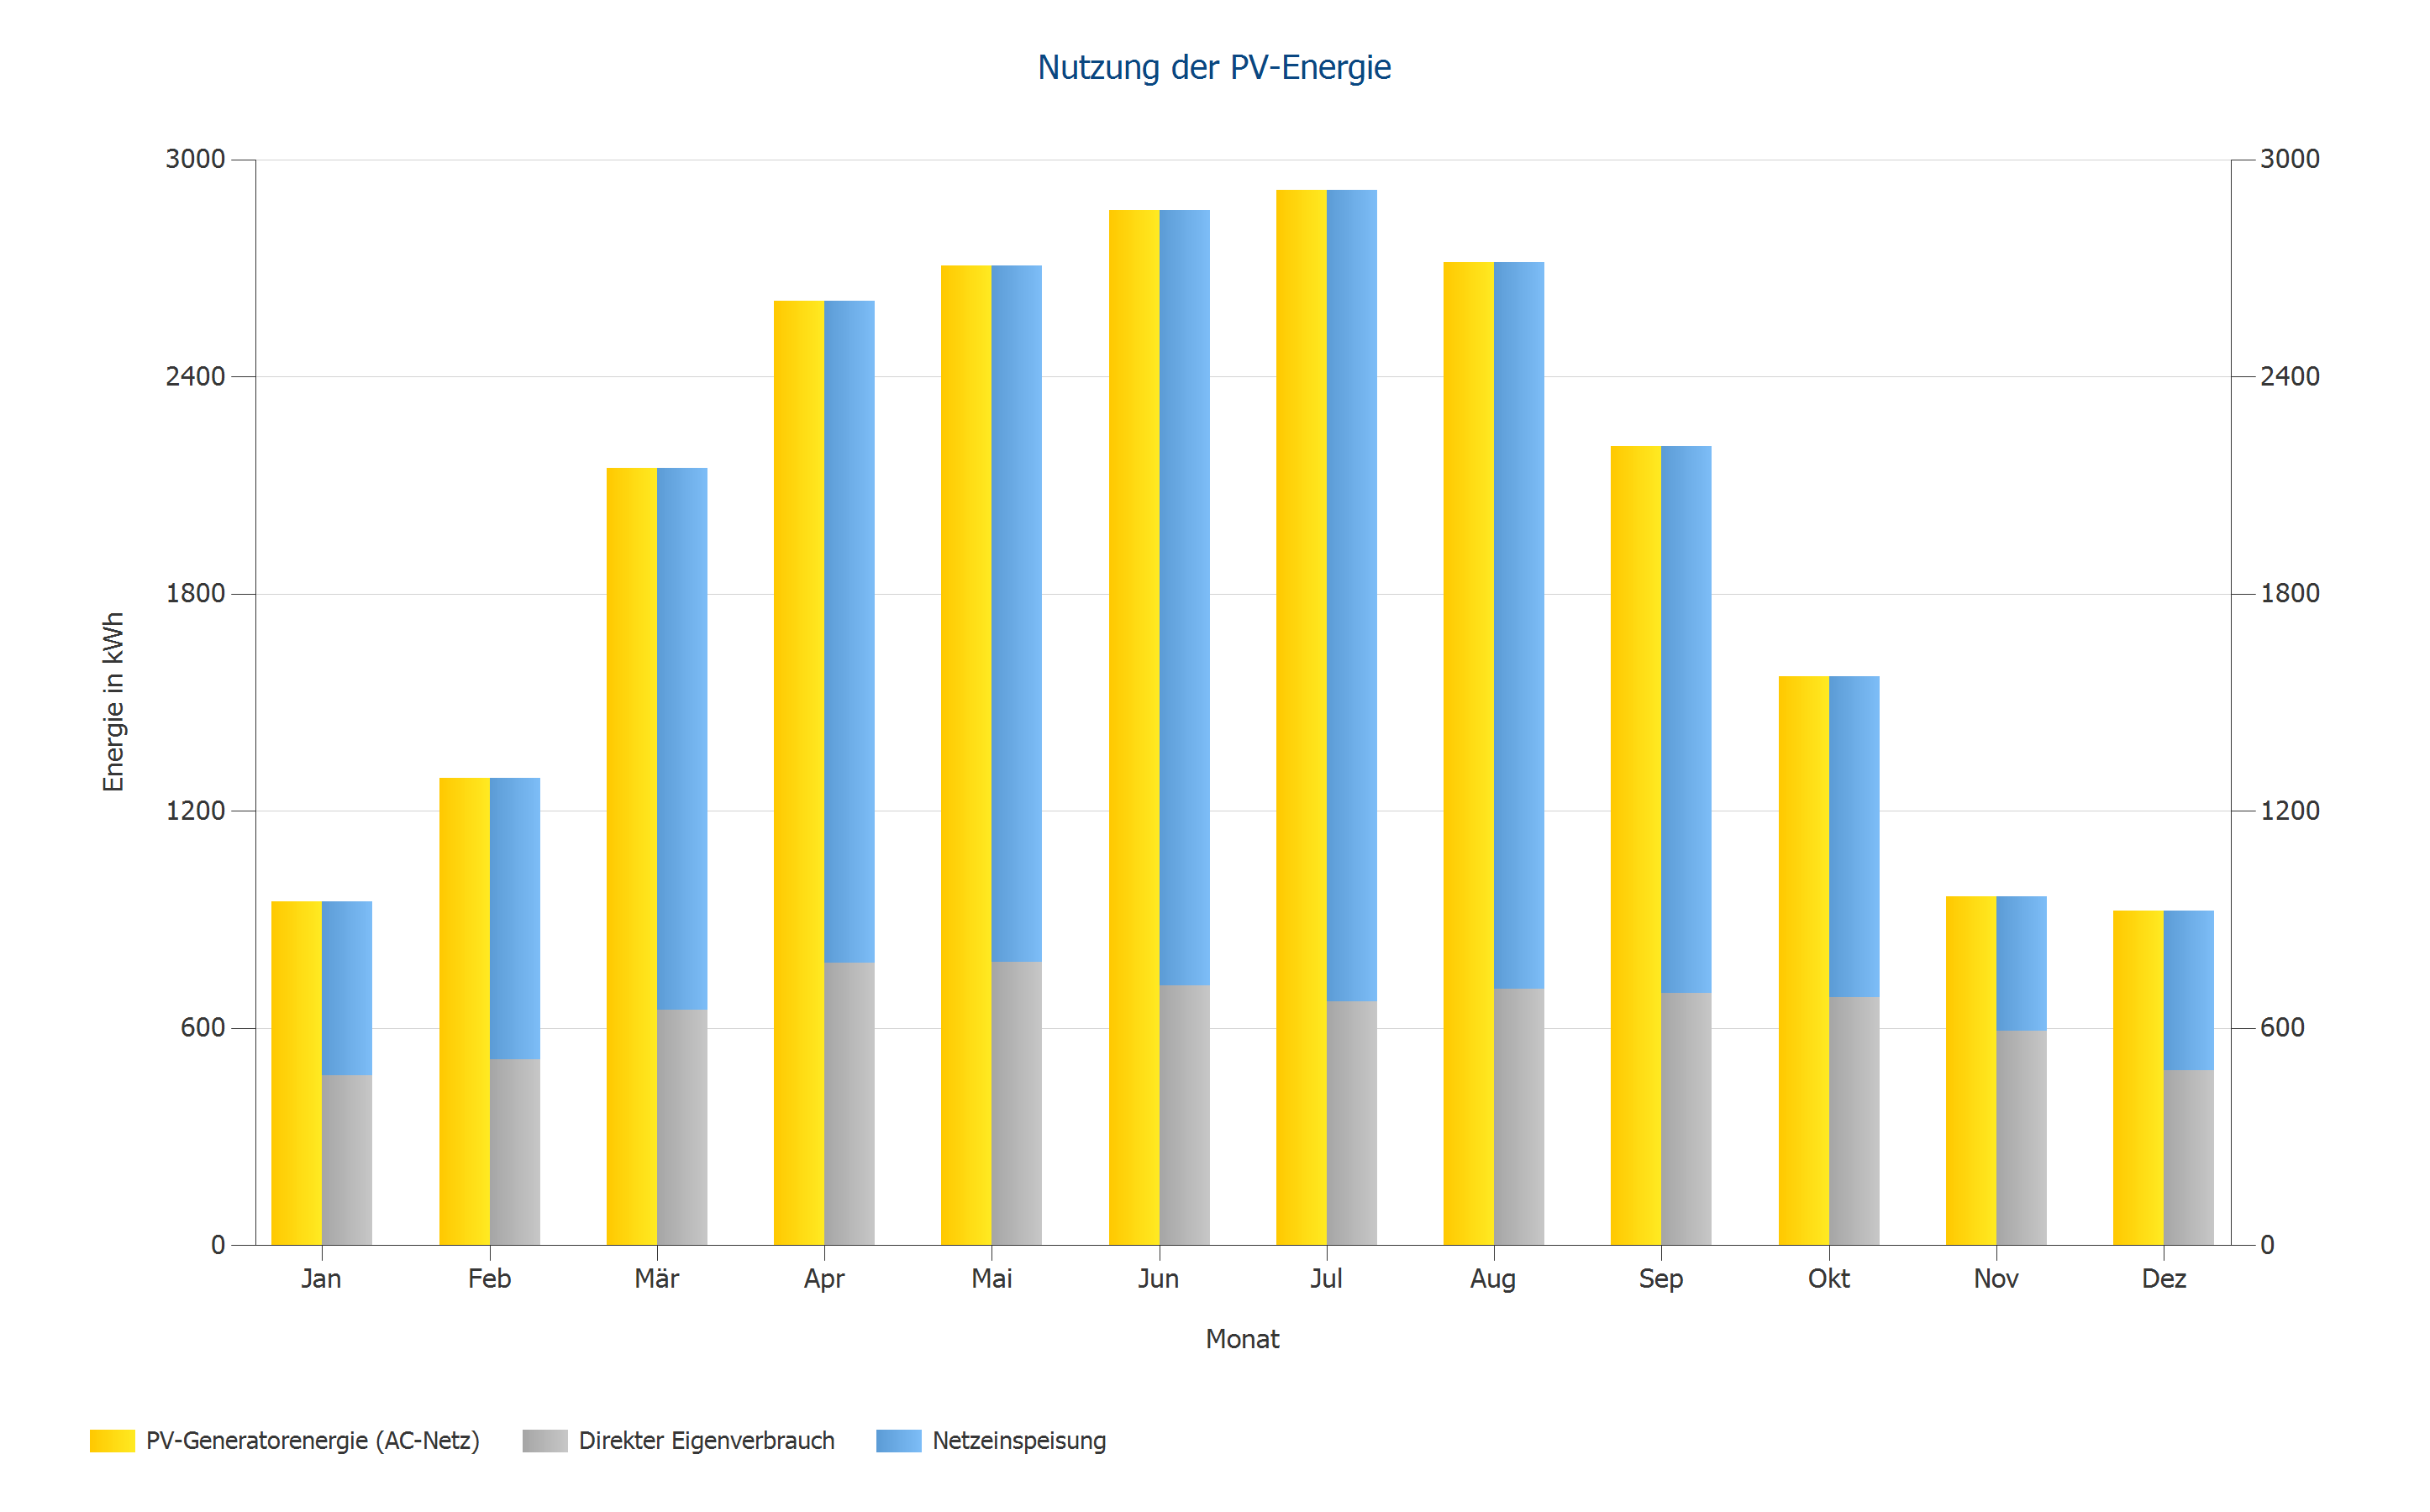 Nutzung der PV-Energie
3000 3000
2400 2400
1800 1800
Energie in kWh
1200 1200
600 600
0 0
Jan Feb Mär Apr Mai Jun Jul Aug Sep Okt Nov Dez
Monat
PV-Generatorenergie (AC-Netz) Direkter Eigenverbrauch Netzeinspeisung